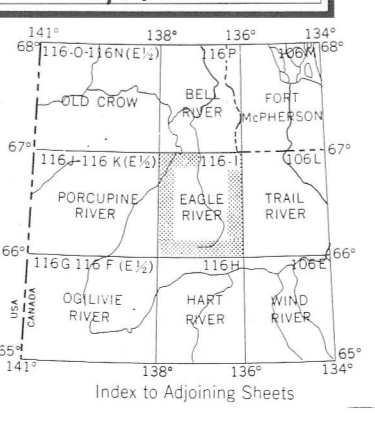 141° 138° 136° 134°
68° 116-O-116N(E½) 116P 106M 68°
OLD CROW BELL RIVER FORT McPHERSON
67° 116J-116 K(E½) 116-I 106L 67°
PORCUPINE RIVER EAGLE RIVER TRAIL RIVER
66° 116G 116F (E½) 116H 106E 66°
USA
CANADA
OGILIVIE RIVER HART RIVER WIND RIVER
65° 65°
141° 138° 136° 134°
Index to Adjoining Sheets